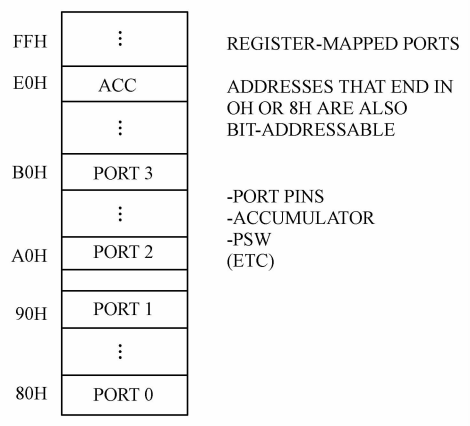 FFH ⋮ REGISTER-MAPPED PORTS
E0H ACC ADDRESSES THAT END IN
OH OR 8H ARE ALSO
⋮ BIT-ADDRESSABLE
B0H PORT 3
-PORT PINS
⋮ -ACCUMULATOR
-PSW
A0H PORT 2 (ETC)
90H PORT 1
⋮
80H PORT 0